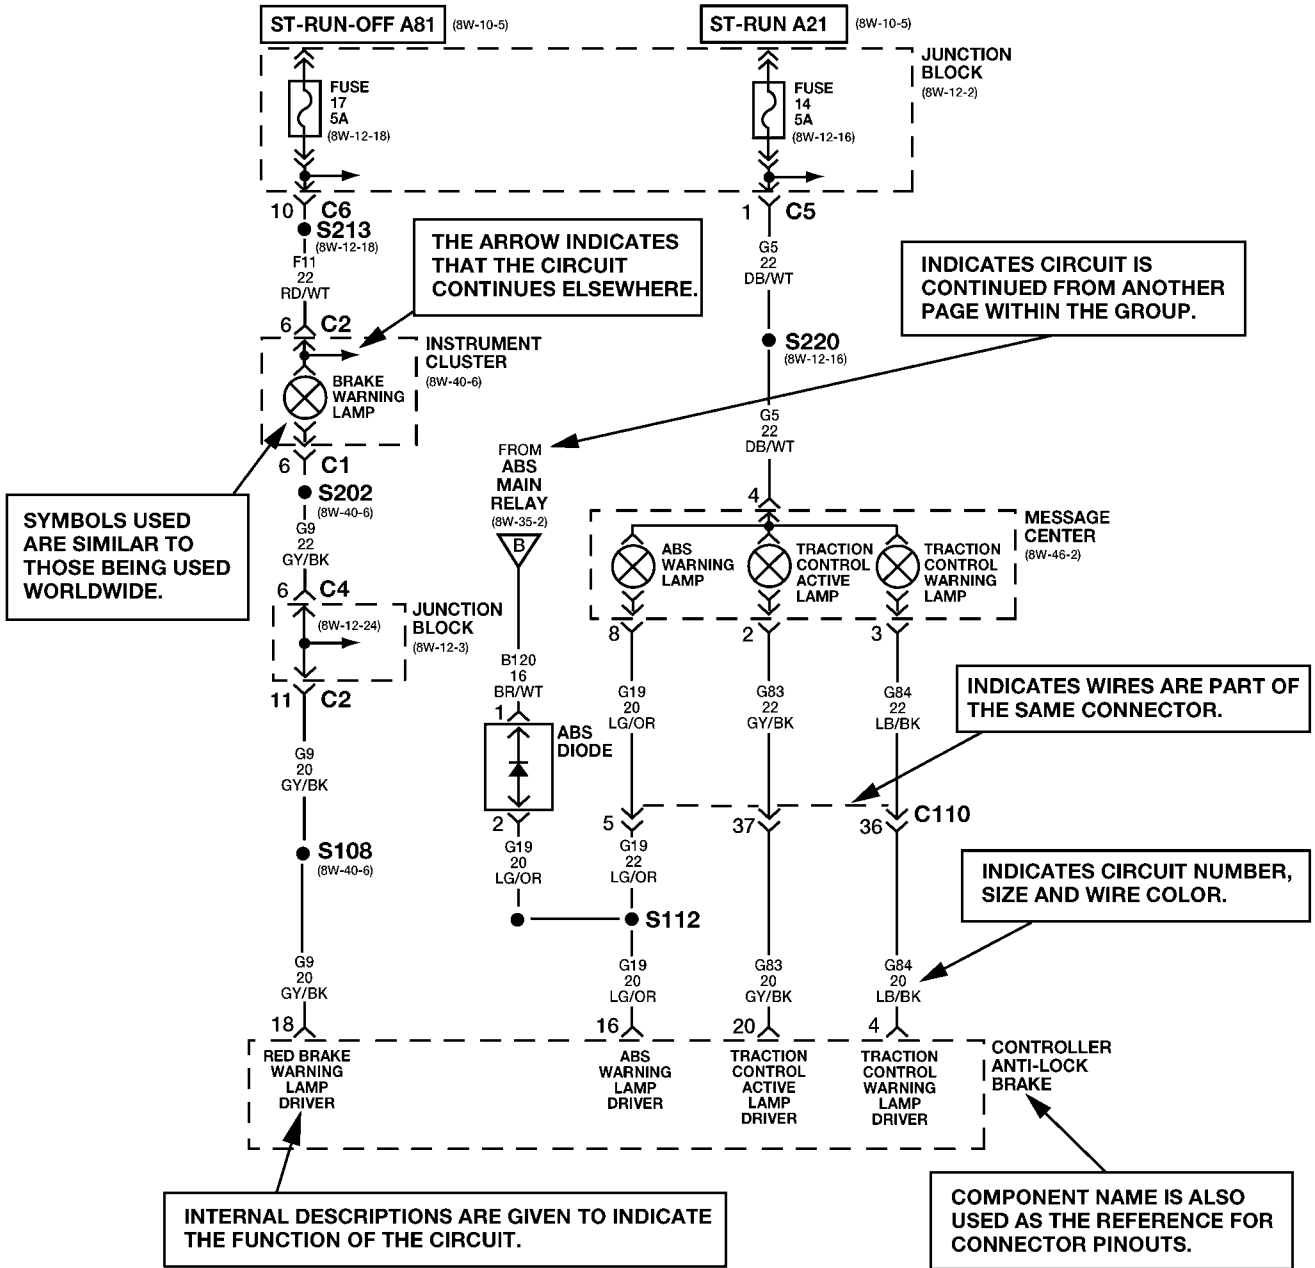 ST-RUN-OFF A81 (8W-10-5)
ST-RUN A21 (8W-10-5)
JUNCTION
BLOCK
(8W-12-2)
FUSE
17
5A
(8W-12-18)
FUSE
14
5A
(8W-12-16)
10 C6
S213
(8W-12-18)
F11
22
RD/WT
6 C2
1 C5
G5
22
DB/WT
THE ARROW INDICATES
THAT THE CIRCUIT
CONTINUES ELSEWHERE.
INDICATES CIRCUIT IS
CONTINUED FROM ANOTHER
PAGE WITHIN THE GROUP.
INSTRUMENT
CLUSTER
(8W-40-6)
BRAKE
WARNING
LAMP
S220
(8W-12-16)
G5
22
DB/WT
6 C1
S202
(8W-40-6)
G9
22
GY/BK
6 C4
SYMBOLS USED
ARE SIMILAR TO
THOSE BEING USED
WORLDWIDE.
FROM
ABS
MAIN
RELAY
(8W-35-2)
B
4
MESSAGE
CENTER
(8W-46-2)
ABS
WARNING
LAMP
TRACTION
CONTROL
ACTIVE
LAMP
TRACTION
CONTROL
WARNING
LAMP
JUNCTION
BLOCK
(8W-12-3)
(8W-12-24)
8
2
3
11 C2
B120
16
BR/WT
1
ABS
DIODE
2
G19
20
LG/OR
G83
22
GY/BK
G84
22
LB/BK
INDICATES WIRES ARE PART OF
THE SAME CONNECTOR.
G9
20
GY/BK
5
37
36
C110
S108
(8W-40-6)
G19
20
LG/OR
G19
22
LG/OR
INDICATES CIRCUIT NUMBER,
SIZE AND WIRE COLOR.
S112
G9
20
GY/BK
G19
20
LG/OR
G83
20
GY/BK
G84
20
LB/BK
18
16
20
4
RED BRAKE
WARNING
LAMP
DRIVER
ABS
WARNING
LAMP
DRIVER
TRACTION
CONTROL
ACTIVE
LAMP
DRIVER
TRACTION
CONTROL
WARNING
LAMP
DRIVER
CONTROLLER
ANTI-LOCK
BRAKE
INTERNAL DESCRIPTIONS ARE GIVEN TO INDICATE
THE FUNCTION OF THE CIRCUIT.
COMPONENT NAME IS ALSO
USED AS THE REFERENCE FOR
CONNECTOR PINOUTS.